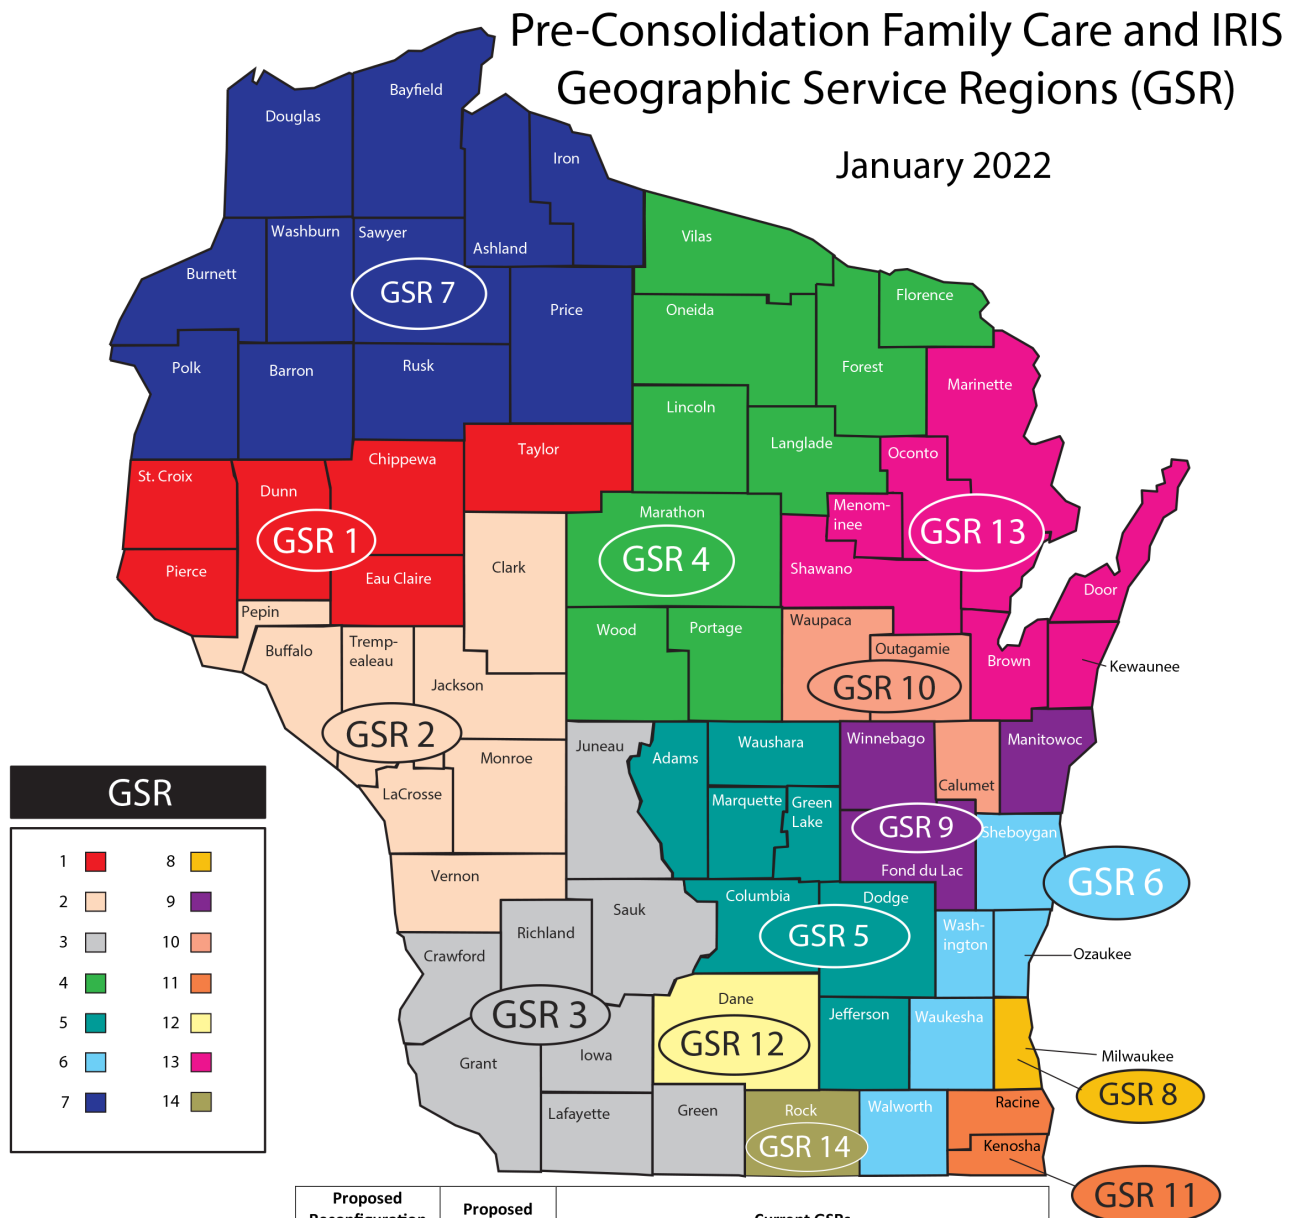 Pre-Consolidation Family Care and IRIS
Geographic Service Regions (GSR)
January 2022
Douglas
Bayfield
Iron
Ashland
Washburn
Sawyer
Burnett
GSR 7
Price
Polk
Barron
Rusk
Vilas
Oneida
Florence
Forest
Lincoln
Langlade
Marinette
Oconto
Menom-
inee
GSR 13
Shawano
Door
Brown
Kewaunee
Taylor
Chippewa
St. Croix
Dunn
GSR 1
Pierce
Eau Claire
Marathon
GSR 4
Wood
Portage
Clark
Pepin
Buffalo
Tremp-
ealeau
Jackson
GSR 2
Monroe
LaCrosse
Vernon
Waupaca
Outagamie
GSR 10
Calumet
Winnebago
Manitowoc
GSR 9
Fond du Lac
Juneau
Adams
Waushara
Marquette
Green
Lake
Columbia
Dodge
GSR 5
Jefferson
Sheboygan
GSR 6
Wash-
ington
Ozaukee
Waukesha
Walworth
Sauk
Richland
Crawford
GSR 3
Grant
Iowa
Lafayette
Green
Dane
GSR 12
Rock
GSR 14
Milwaukee
GSR 8
Racine
Kenosha
GSR 11
GSR
1
2
3
4
5
6
7
8
9
10
11
12
13
14
Proposed
Reconfiguration
Proposed
Current GSRs